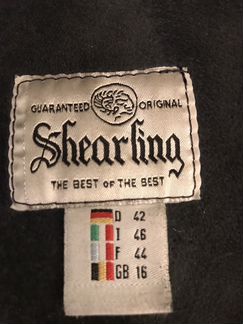 GUARANTEED ORIGINAL
Shearling
THE BEST OF THE BEST
D 42
I 46
F 44
GB 16